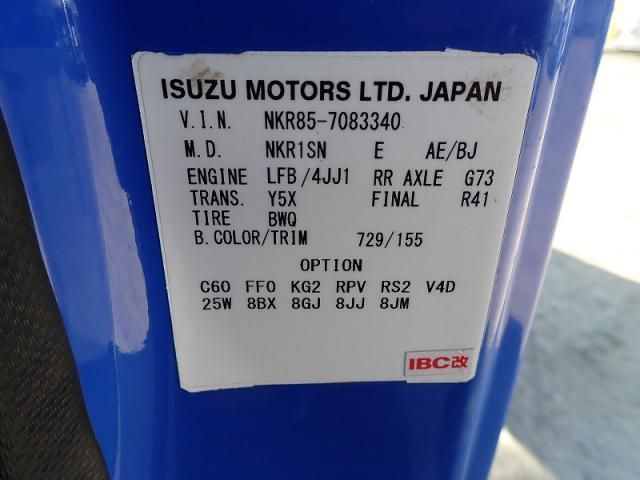 ISUZU MOTORS LTD. JAPAN
V.I.N. NKR85-7083340
M.D. NKR1SN E AE/BJ
ENGINE LFB/4JJ1 RR AXLE G73
TRANS. Y5X FINAL R41
TIRE BWQ
B.COLOR/TRIM 729/155
OPTION
C60 FF0 KG2 RPV RS2 V4D
25W 8BX 8GJ 8JJ 8JM
IBC改